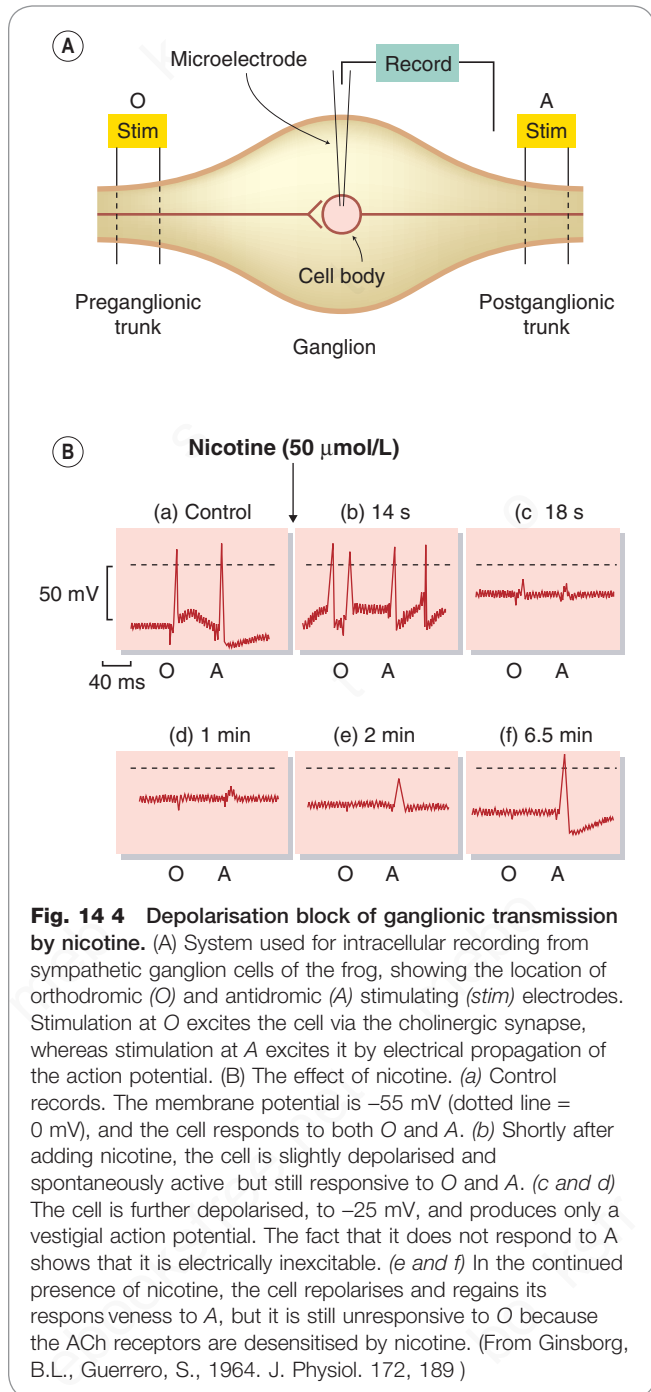 A
Microelectrode
Record
O
A
Stim
Stim
Cell body
Preganglionic
trunk
Postganglionic
trunk
Ganglion
B
Nicotine (50 μmol/L)
(a) Control
(b) 14 s
(c 18 s
50 mV
40 ms
O A
O A
O A
(d) 1 min
(e) 2 min
(f) 6.5 min
O A
O A
O A
Fig. 14 4 Depolarisation block of ganglionic transmission
by nicotine. (A) System used for intracellular recording from
sympathetic ganglion cells of the frog, showing the location of
orthodromic (O) and antidromic (A) stimulating (stim) electrodes.
Stimulation at O excites the cell via the cholinergic synapse,
whereas stimulation at A excites it by electrical propagation of
the action potential. (B) The effect of nicotine. (a) Control
records. The membrane potential is –55 mV (dotted line =
0 mV), and the cell responds to both O and A. (b) Shortly after
adding nicotine, the cell is slightly depolarised and
spontaneously active but still responsive to O and A. (c and d)
The cell is further depolarised, to –25 mV, and produces only a
vestigial action potential. The fact that it does not respond to A
shows that it is electrically inexcitable. (e and f) In the continued
presence of nicotine, the cell repolarises and regains its
respons veness to A, but it is still unresponsive to O because
the ACh receptors are desensitised by nicotine. (From Ginsborg,
B.L., Guerrero, S., 1964. J. Physiol. 172, 189 )